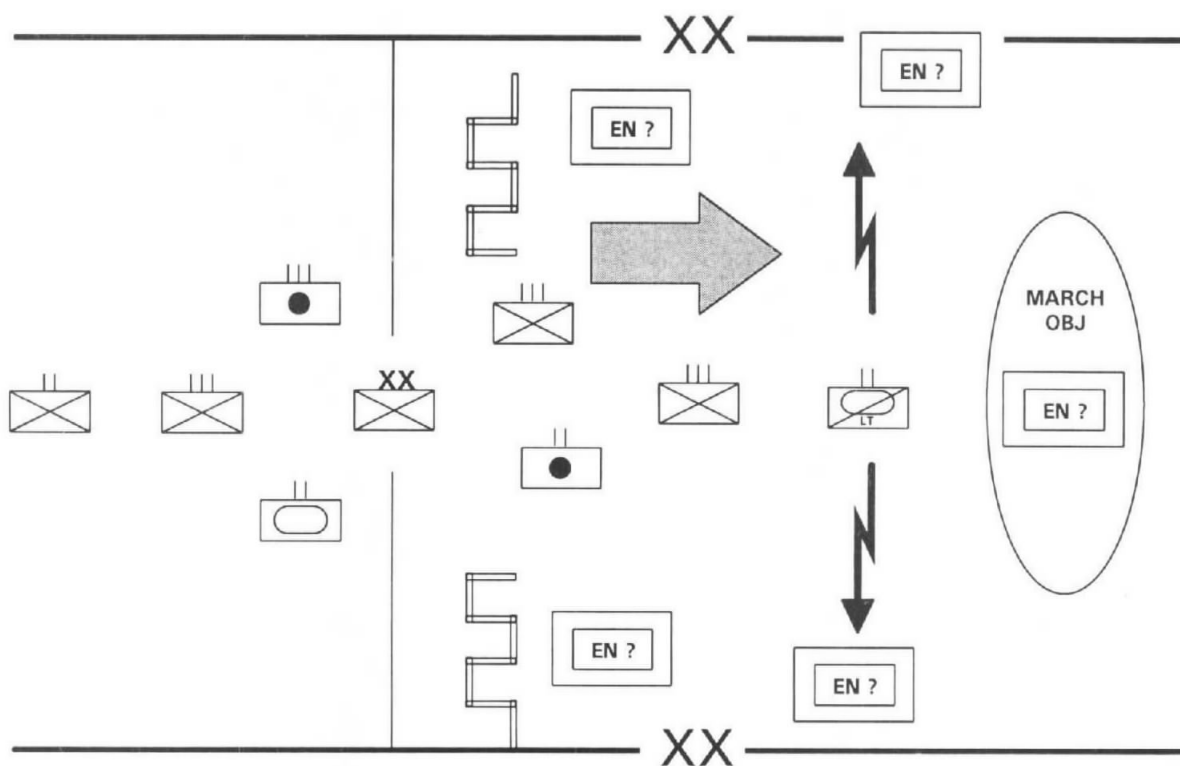 XX
EN ?
EN ?
MARCH
OBJ
XX
EN ?
LT
EN ?
EN ?
XX